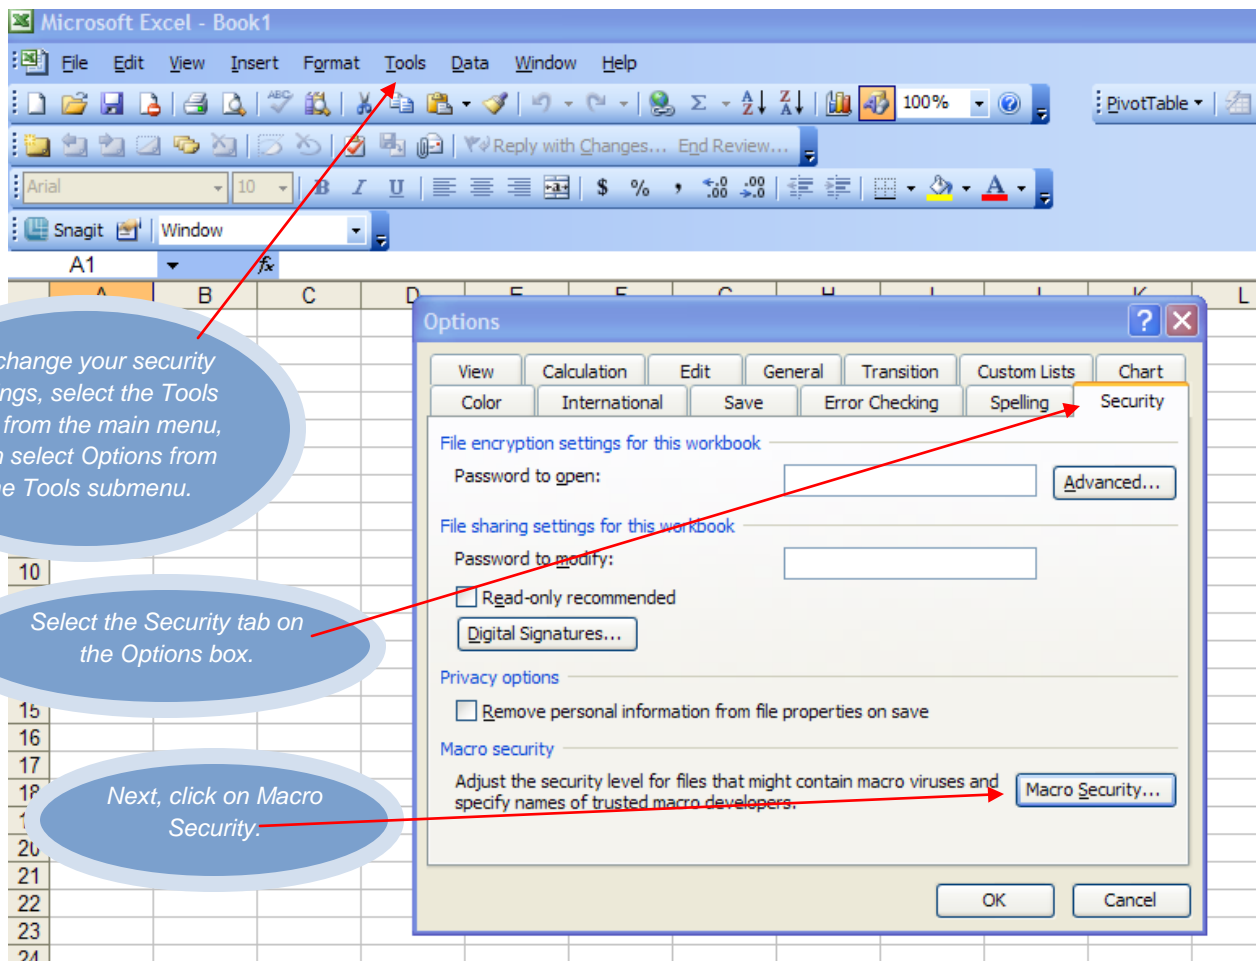 Microsoft Excel - Book1
File Edit View Insert Format Tools Data Window Help
100% PivotTable
Reply with Changes... End Review...
Arial 10 B I U $ % ,
Snagit Window
A1 fx
A B C D E F G H I J K L
Options
View Calculation Edit General Transition Custom Lists Chart
Color International Save Error Checking Spelling Security
change your security
ngs, select the Tools
from the main menu,
select Options from
e Tools submenu.
File encryption settings for this workbook
Password to open:
Advanced...
File sharing settings for this workbook
Password to modify:
10
Read-only recommended
Select the Security tab on
the Options box.
Digital Signatures...
Privacy options
15
Remove personal information from file properties on save
16
Macro security
17
Adjust the security level for files that might contain macro viruses and
specify names of trusted macro developers.
Macro Security...
18
Next, click on Macro
Security.
20
21
22
OK Cancel
23
24